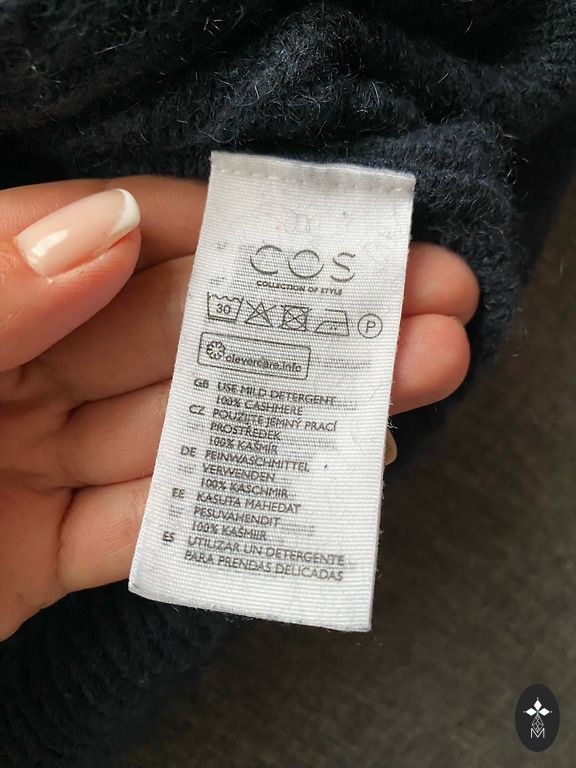 COS
COLLECTION OF STYLE
30
P
clevercare.info
GB USE MILD DETERGENT
100% CASHMERE
CZ POUŽIJTE JEMNÝ PRACÍ
PROSTŘEDEK
100% KAŠMÍR
DE FEINWASCHMITTEL
VERWENDEN
100% KASCHMIR
EE KASUTA MAHEDAT
PESUVAHENDIT
100% KAŠMIIR
ES UTILIZAR UN DETERGENTE
PARA PRENDAS DELICADAS
M